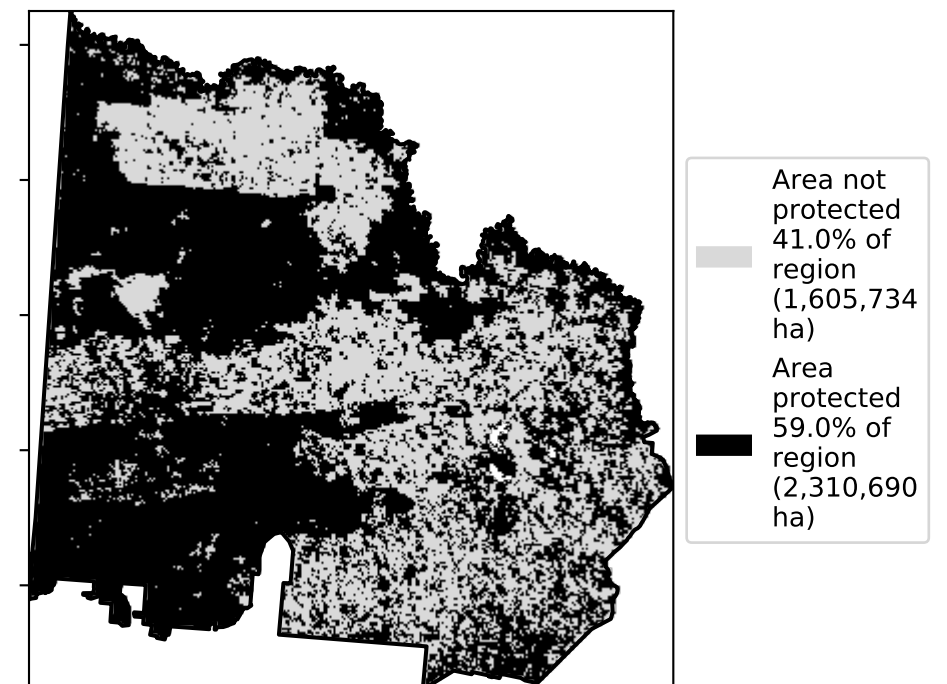 Area not
protected
41.0% of
region
(1,605,734
ha)
Area
protected
59.0% of
region
(2,310,690
ha)